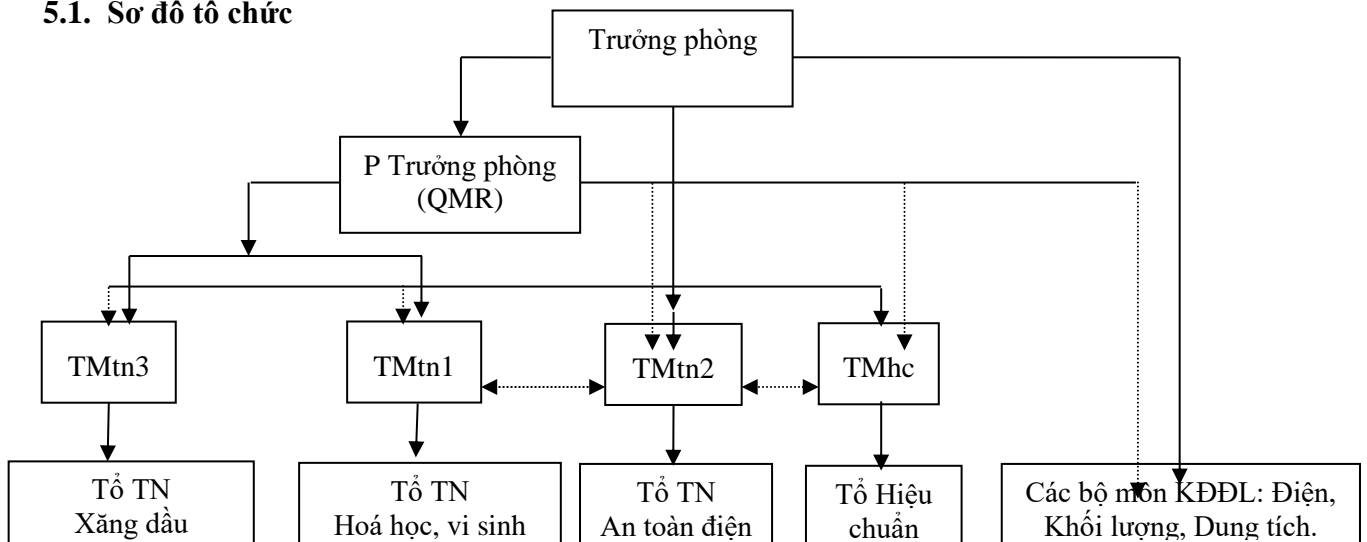 5.1. Sơ đồ tổ chức
Trưởng phòng
P Trưởng phòng
(QMR)
TMtn3
TMtn1
TMtn2
TMhc
Tổ TN
Xăng dầu
Tổ TN
Hoá học, vi sinh
Tổ TN
An toàn điện
Tổ Hiệu
chuẩn
Các bộ môn KĐĐL: Điện,
Khối lượng, Dung tích.